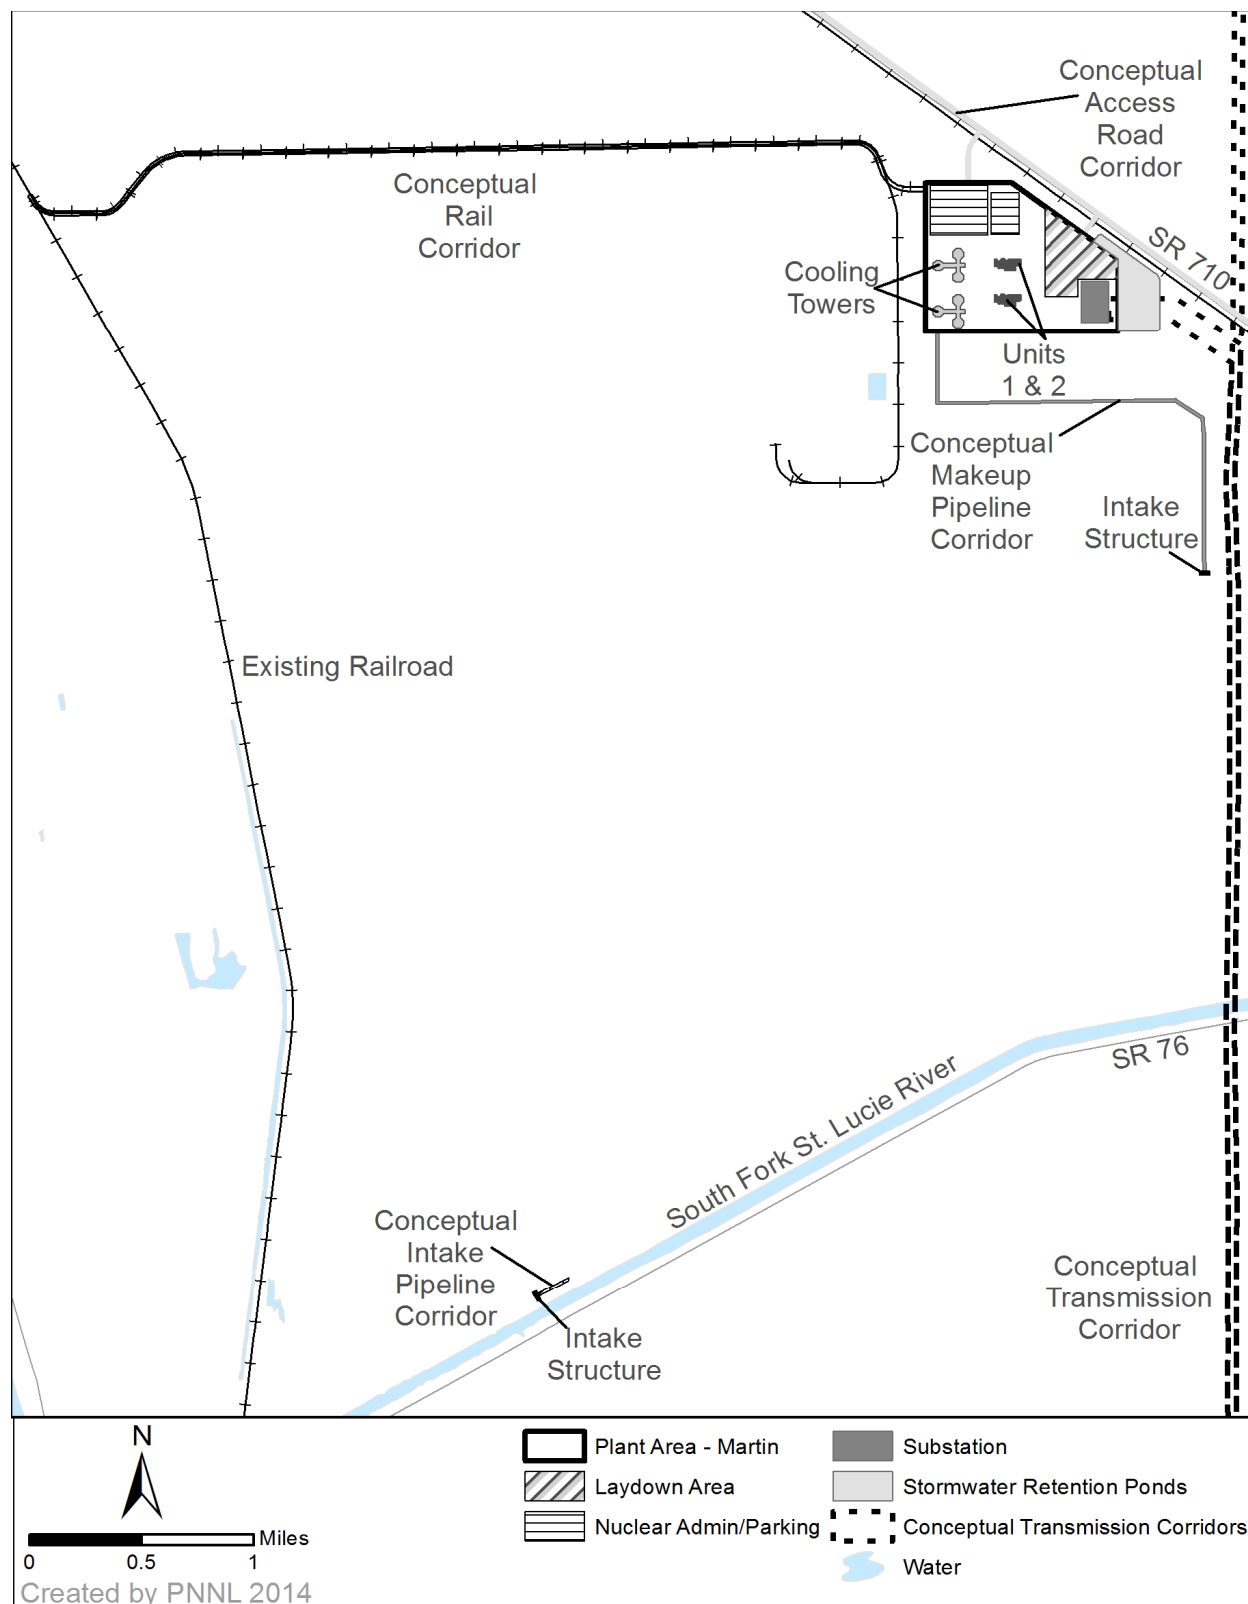 Conceptual
Access
Road
Corridor
Conceptual
Rail
Corridor
SR 710
Cooling
Towers
Units
1 & 2
Conceptual
Makeup
Pipeline
Corridor
Intake
Structure
Existing Railroad
SR 76
South Fork St. Lucie River
Conceptual
Intake
Pipeline
Corridor
Intake
Structure
Conceptual
Transmission
Corridor
N
Miles
0 0.5 1
Created by PNNL 2014
Plant Area - Martin
Laydown Area
Nuclear Admin/Parking
Substation
Stormwater Retention Ponds
Conceptual Transmission Corridors
Water